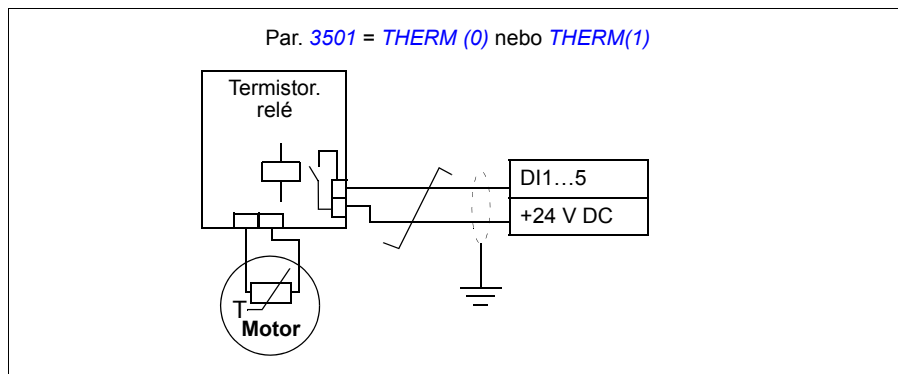 Par. 3501 = THERM (0) nebo THERM(1)
Termistor.
relé
DI1…5
+24 V DC
T
Motor